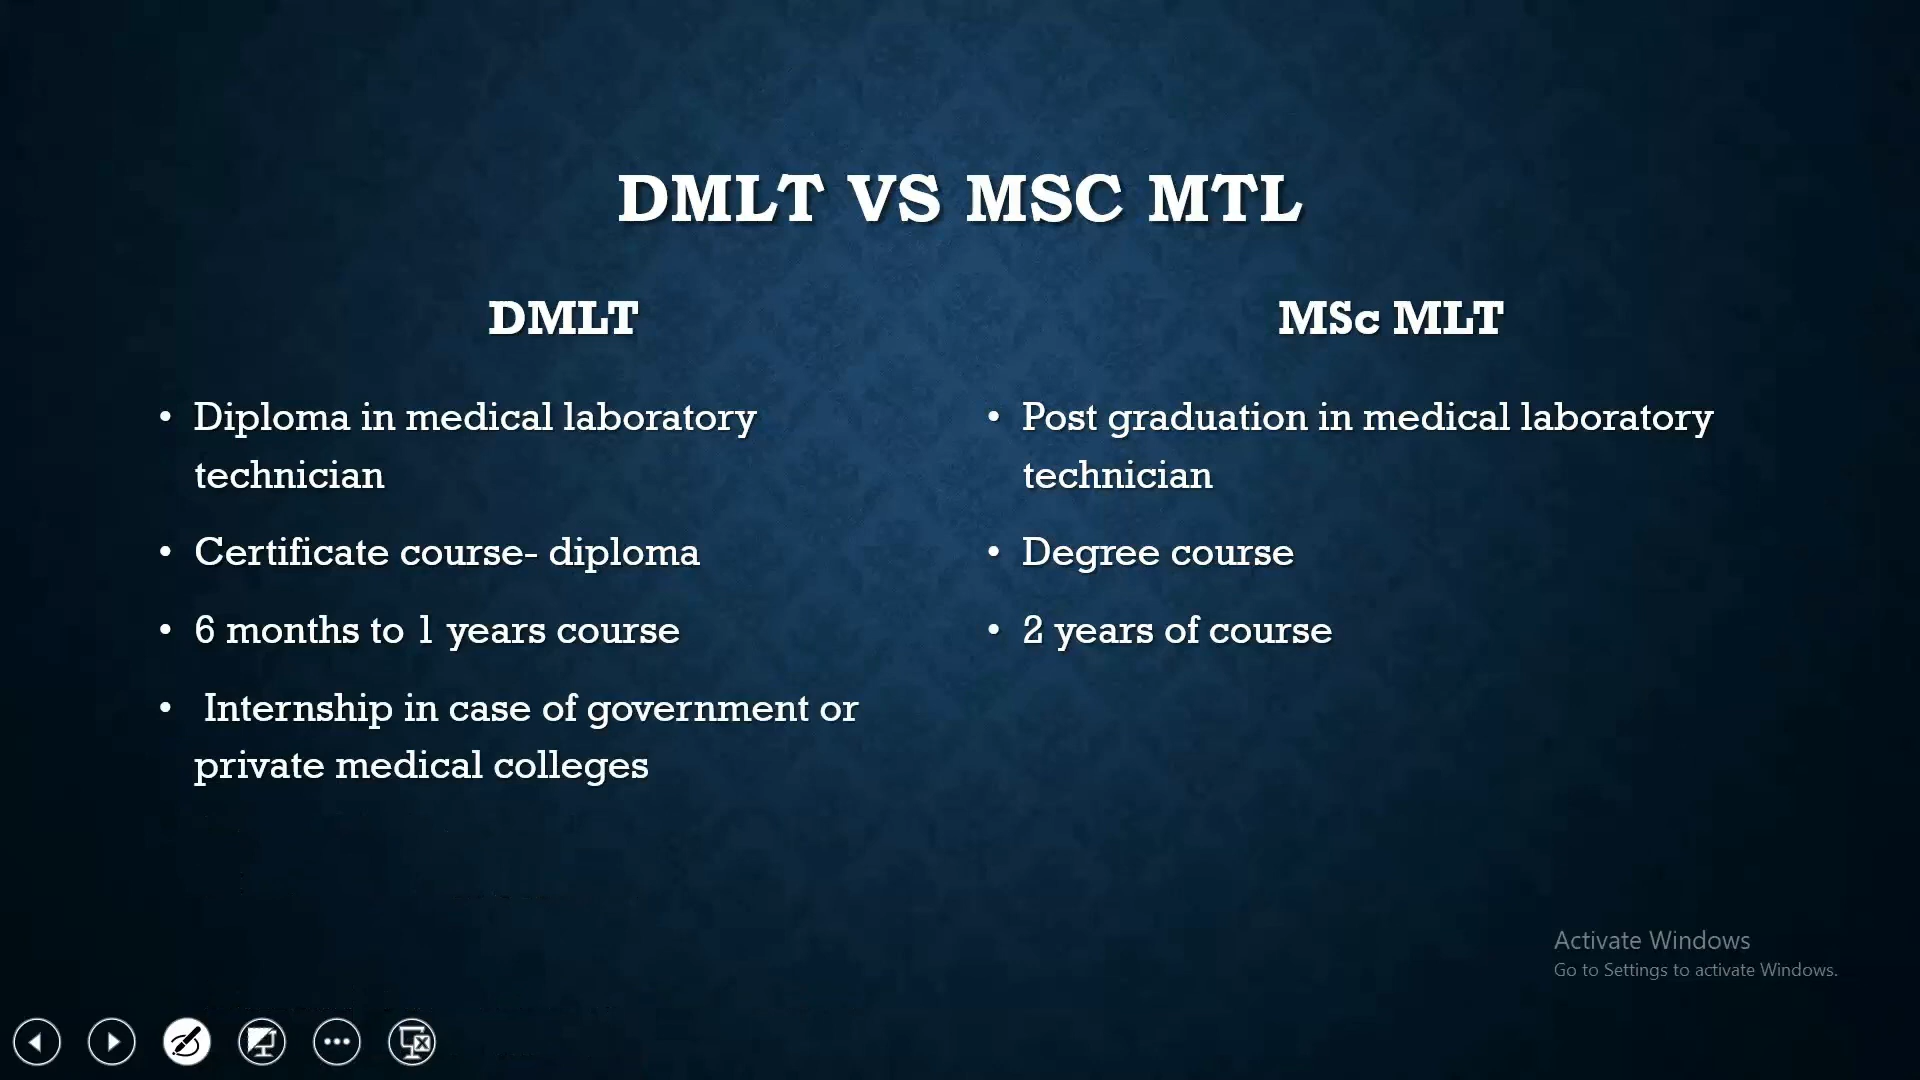 DMLT VS MSC MTL
DMLT
• Diploma in medical laboratory
technician
• Certificate course- diploma
• 6 months to 1 years course
• Internship in case of government or
private medical colleges
MSc MLT
• Post graduation in medical laboratory
technician
• Degree course
• 2 years of course
Activate Windows
Go to Settings to activate Windows.